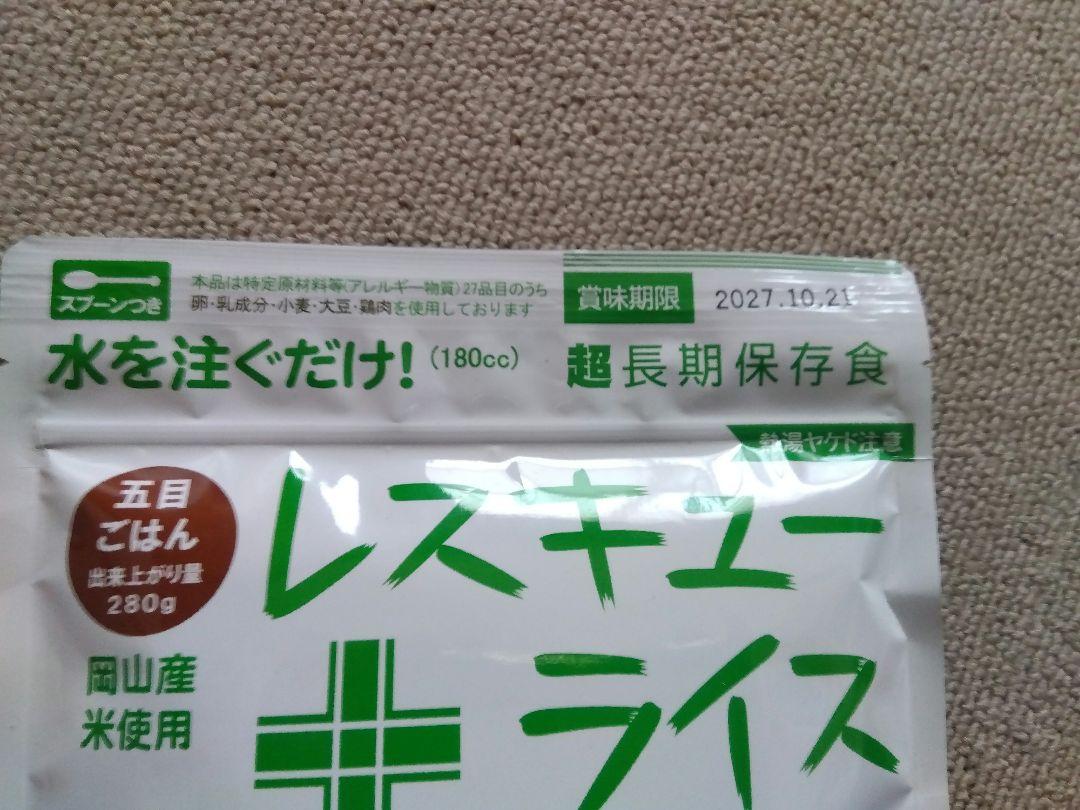 スプーンつき
本品は特定原材料等(アレルギー物質)27品目のうち
卵・乳成分・小麦・大豆・鶏肉を使用しております
賞味期限 2027.10.21
水を注ぐだけ!(180cc)
超長期保存食
熱湯ヤケド注意
五目
ごはん
出来上がり量
280g
レスキュー
ライス
岡山産
米使用